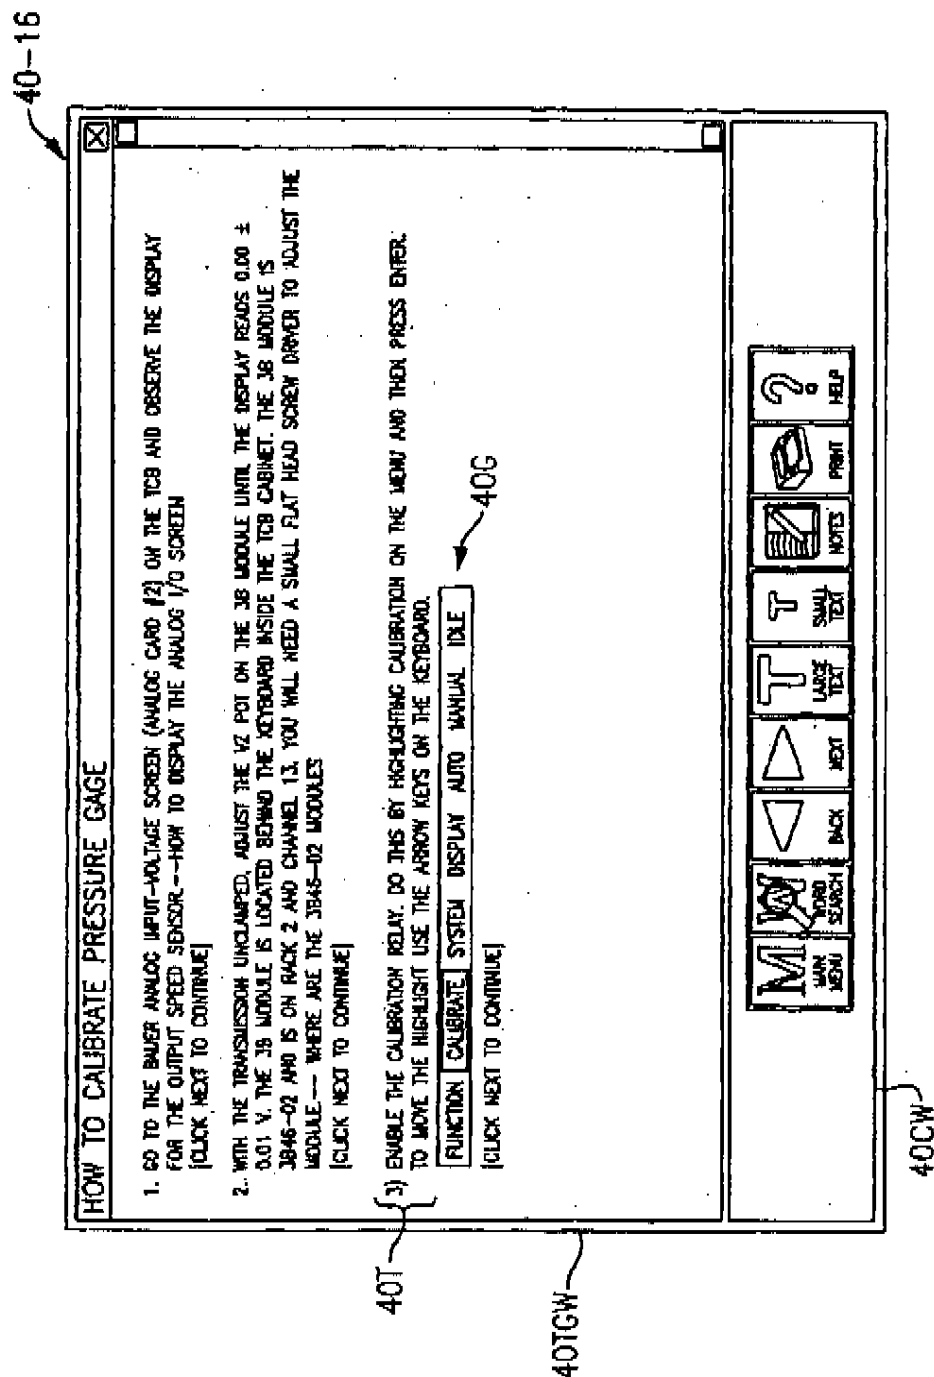 40-16
HOW TO CALIBRATE PRESSURE GAGE
1. GO TO THE BAUER ANALOG INPUT-VOLTAGE SCREEN (ANALOG CARD #2) ON THE TCB AND OBSERVE THE DISPLAY
FOR THE OUTPUT SPEED SENSOR.--HOW TO DISPLAY THE ANALOG I/O SCREEN
[CLICK NEXT TO CONTINUE]
2. WITH THE TRANSMISSION UNCLAMPED, ADJUST THE VZ POT ON THE 3B MODULE UNTIL THE DISPLAY READS 0.00 ±
0.01 V. THE 3B MODULE IS LOCATED BEHIND THE KEYBOARD INSIDE THE TCB CABINET. THE 3B MODULE IS
3B46-02 AND IS ON RACK 2 AND CHANNEL 13. YOU WILL NEED A SMALL FLAT HEAD SCREW DRIVER TO ADJUST THE
MODULE.-- WHERE ARE THE 3B46-02 MODULES
[CLICK NEXT TO CONTINUE]
3) ENABLE THE CALIBRATION RELAY. DO THIS BY HIGHLIGHTING CALIBRATION ON THE MENU AND THEN PRESS ENTER.
TO MOVE THE HIGHLIGHT USE THE ARROW KEYS ON THE KEYBOARD.
FUNCTION CALIBRATE SYSTEM DISPLAY AUTO MANUAL IDLE
[CLICK NEXT TO CONTINUE]
40T
40G
40TGW
M
MAIN
MENU
W
WORD
SEARCH
BACK
NEXT
T
LARGE
TEXT
T
SMALL
TEXT
NOTES
PRINT
?
HELP
40CW